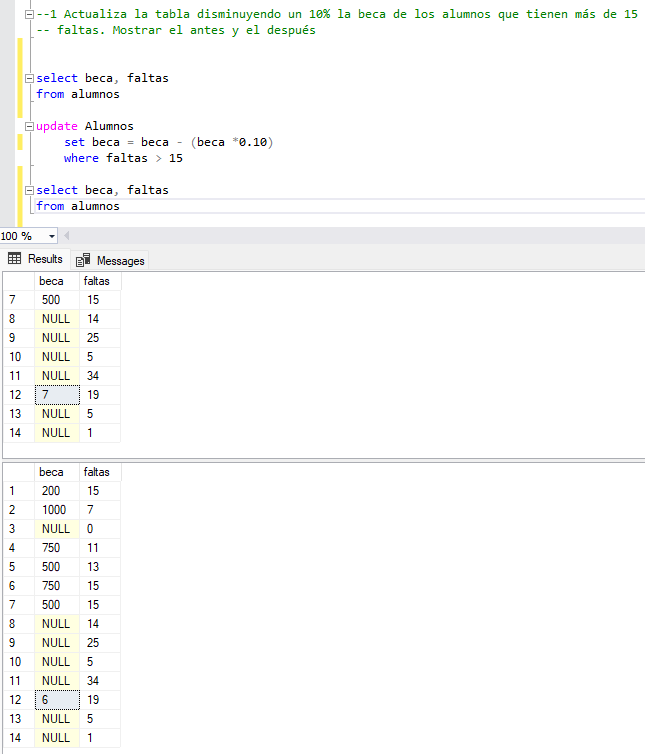 --1 Actualiza la tabla disminuyendo un 10% la beca de los alumnos que tienen más de 15
-- faltas. Mostrar el antes y el después
select beca, faltas
from alumnos
update Alumnos
set beca = beca - (beca *0.10)
where faltas > 15
select beca, faltas
from alumnos
100 %
Results Messages
beca faltas
7 500 15
8 NULL 14
9 NULL 25
10 NULL 5
11 NULL 34
12 7 19
13 NULL 5
14 NULL 1
beca faltas
1 200 15
2 1000 7
3 NULL 0
4 750 11
5 500 13
6 750 15
7 500 15
8 NULL 14
9 NULL 25
10 NULL 5
11 NULL 34
12 6 19
13 NULL 5
14 NULL 1